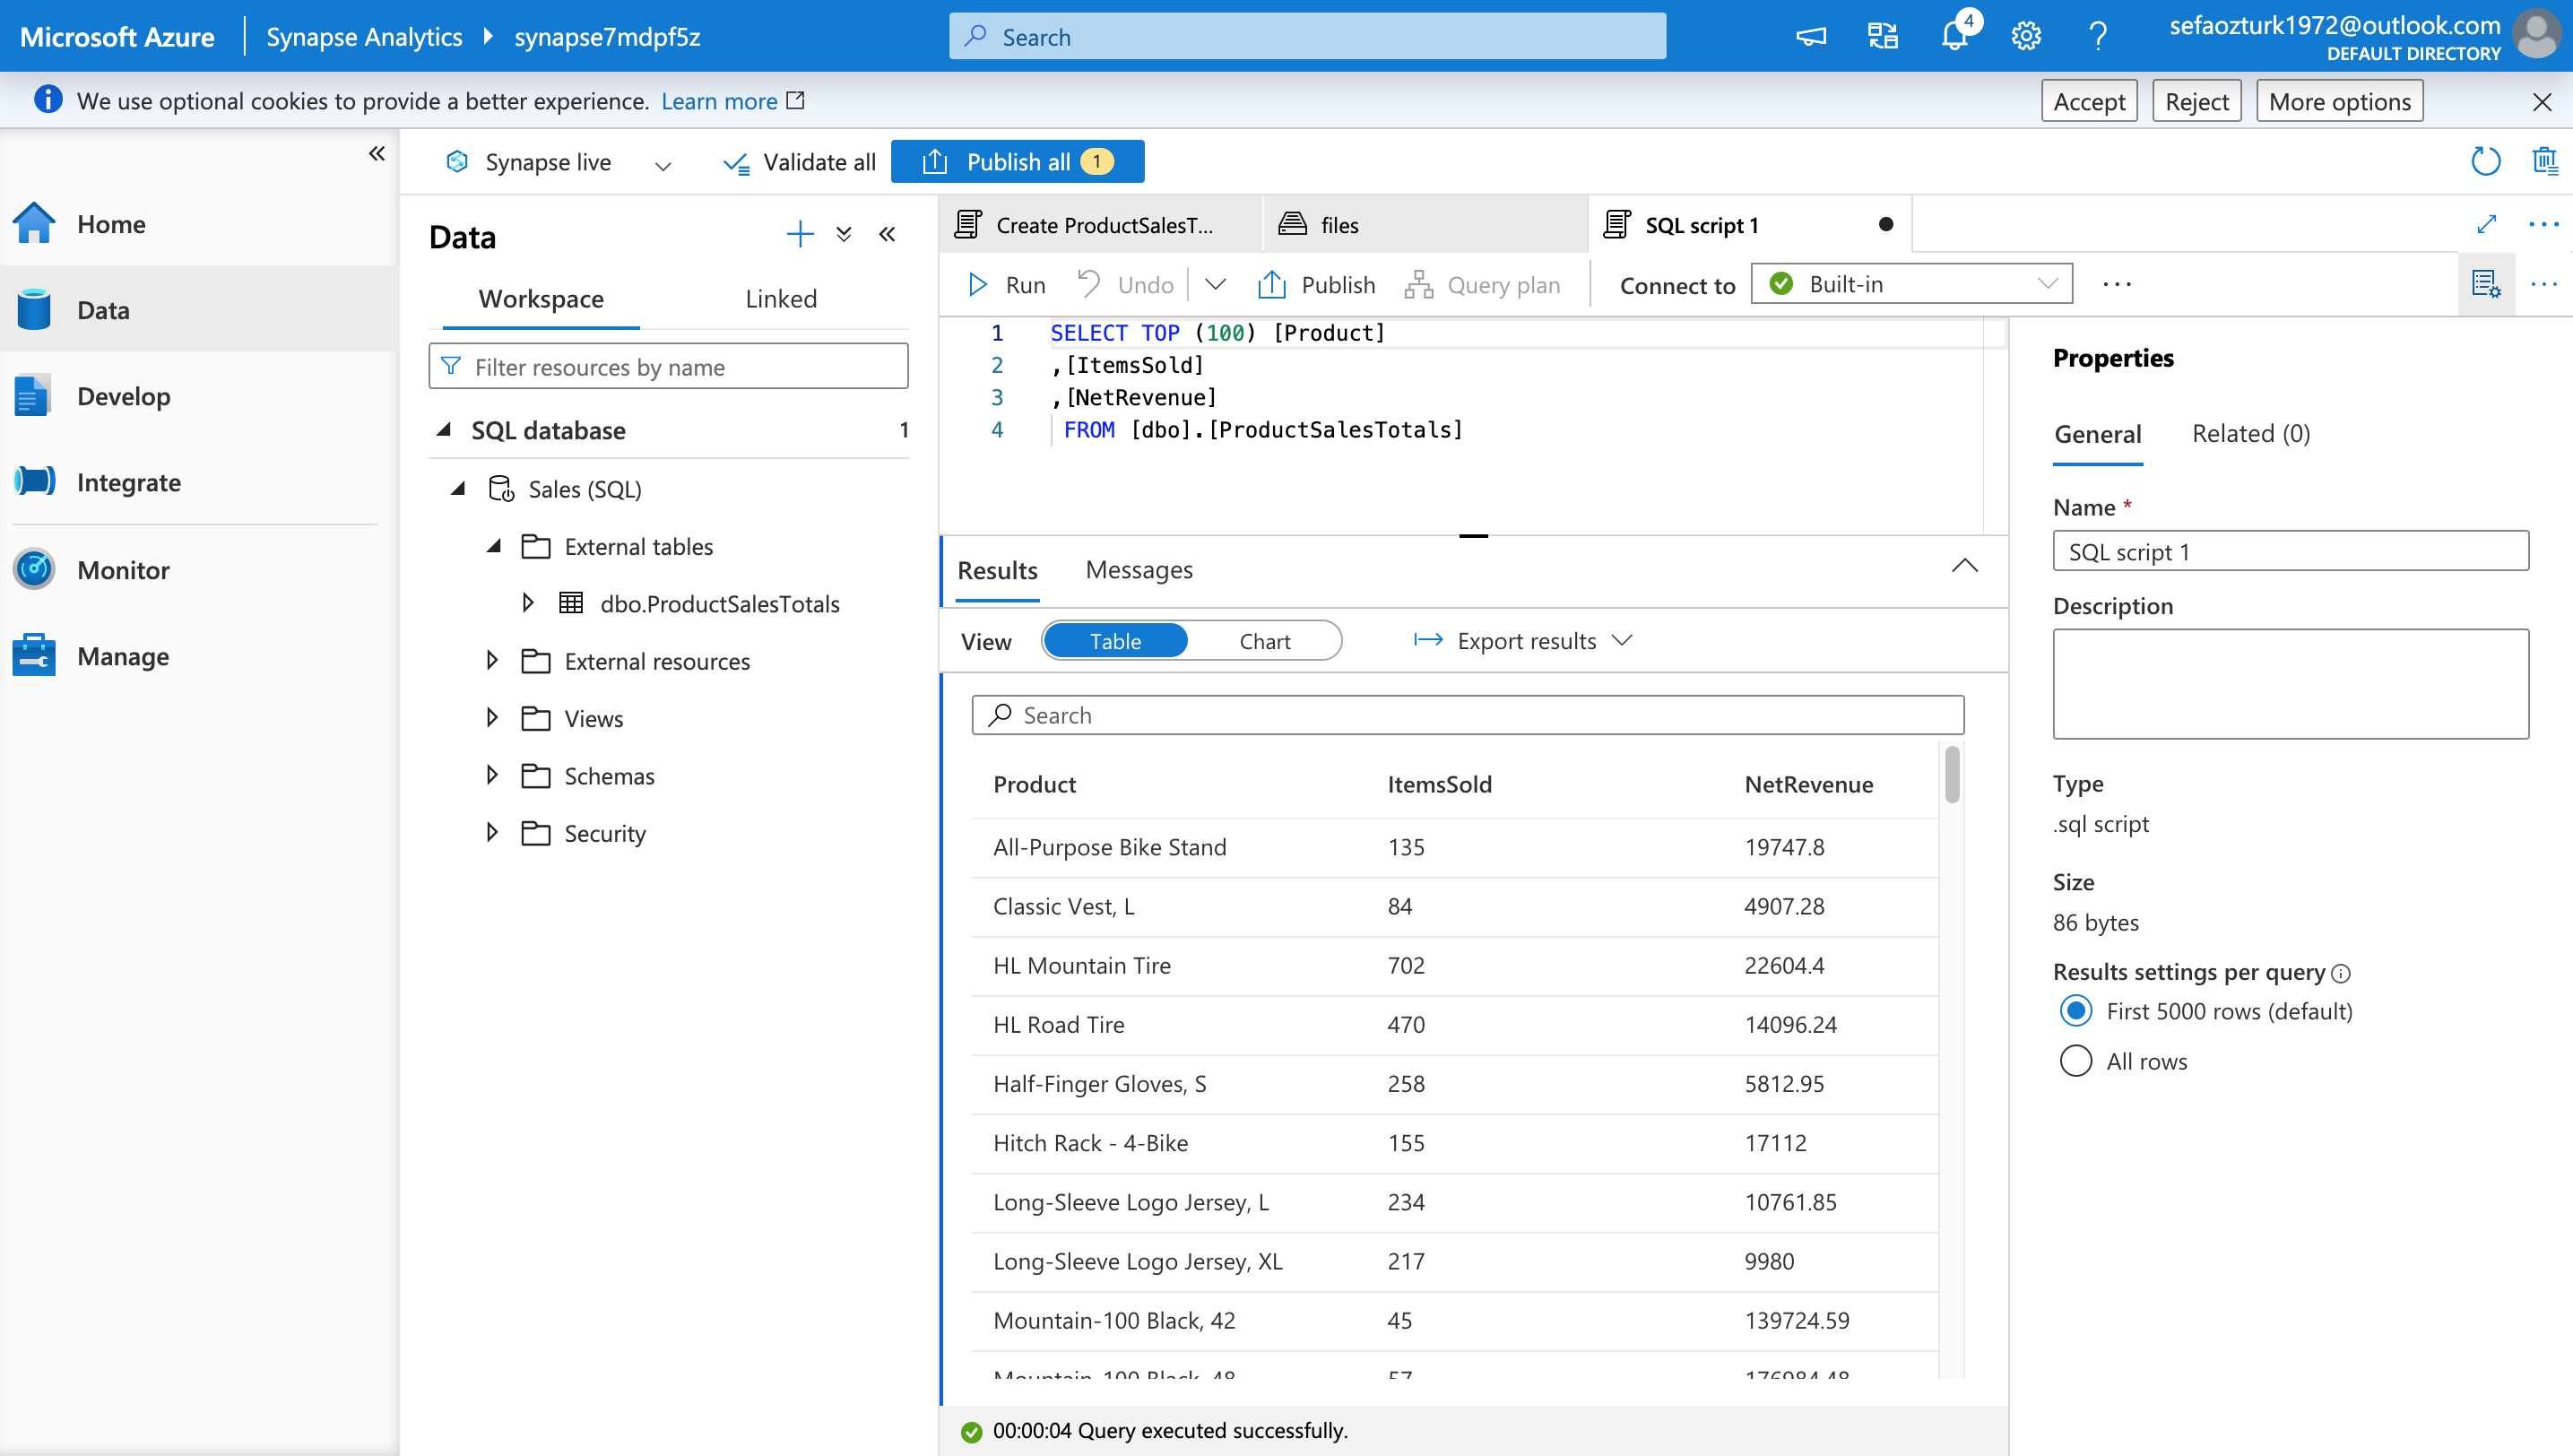 Microsoft Azure
Synapse Analytics
synapse7mdpf5z
Search
4
sefaozturk1972@outlook.com
DEFAULT DIRECTORY
We use optional cookies to provide a better experience. Learn more
Accept
Reject
More options
Synapse live
Validate all
Publish all 1
Home
Data
Develop
Integrate
Monitor
Manage
Data
Workspace
Linked
Filter resources by name
SQL database 1
Sales (SQL)
External tables
dbo.ProductSalesTotals
External resources
Views
Schemas
Security
Create ProductSalesT...
files
SQL script 1
Run
Undo
Publish
Query plan
Connect to
Built-in
1 SELECT TOP (100) [Product]
2 ,[ItemsSold]
3 ,[NetRevenue]
4 FROM [dbo].[ProductSalesTotals]
Results
Messages
View
Table
Chart
Export results
Search
Product ItemsSold NetRevenue
All-Purpose Bike Stand 135 19747.8
Classic Vest, L 84 4907.28
HL Mountain Tire 702 22604.4
HL Road Tire 470 14096.24
Half-Finger Gloves, S 258 5812.95
Hitch Rack - 4-Bike 155 17112
Long-Sleeve Logo Jersey, L 234 10761.85
Long-Sleeve Logo Jersey, XL 217 9980
Mountain-100 Black, 42 45 139724.59
Mountain-100 Black, 48 57 176984.48
00:00:04 Query executed successfully.
Properties
General
Related (0)
Name *
SQL script 1
Description
Type
.sql script
Size
86 bytes
Results settings per query
First 5000 rows (default)
All rows